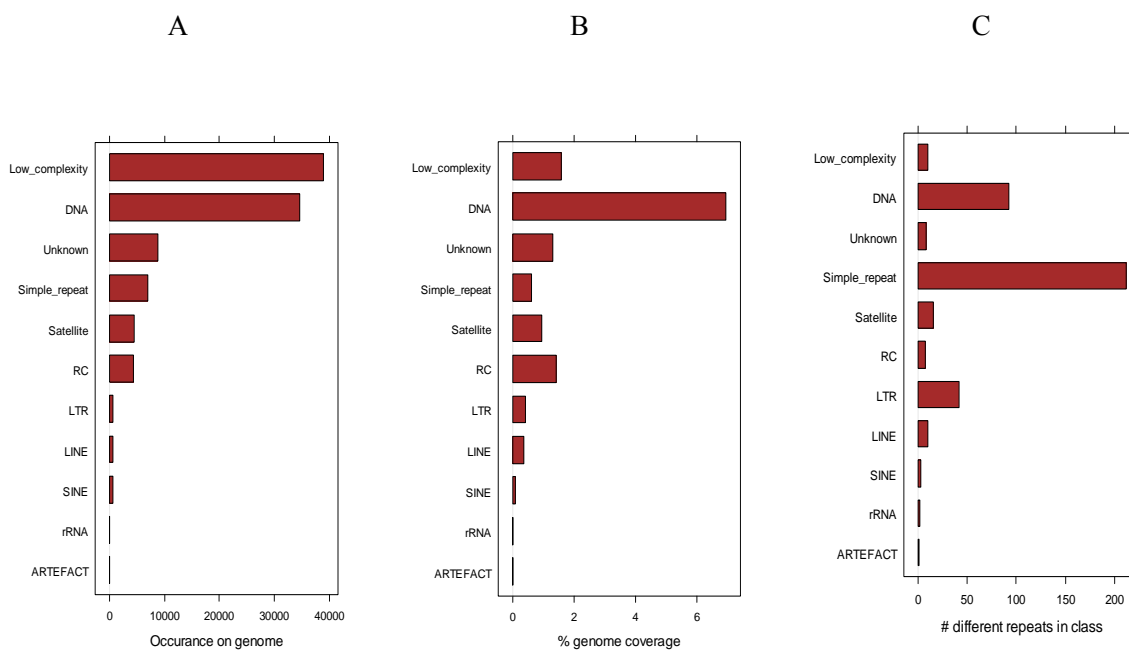 A
B
C
Low_complexity
DNA
Unknown
Simple_repeat
Satellite
RC
LTR
LINE
SINE
rRNA
ARTEFACT
0 10000 20000 30000 40000
Occurance on genome
Low_complexity
DNA
Unknown
Simple_repeat
Satellite
RC
LTR
LINE
SINE
rRNA
ARTEFACT
0 2 4 6
% genome coverage
Low_complexity
DNA
Unknown
Simple_repeat
Satellite
RC
LTR
LINE
SINE
rRNA
ARTEFACT
0 50 100 150 200
# different repeats in class